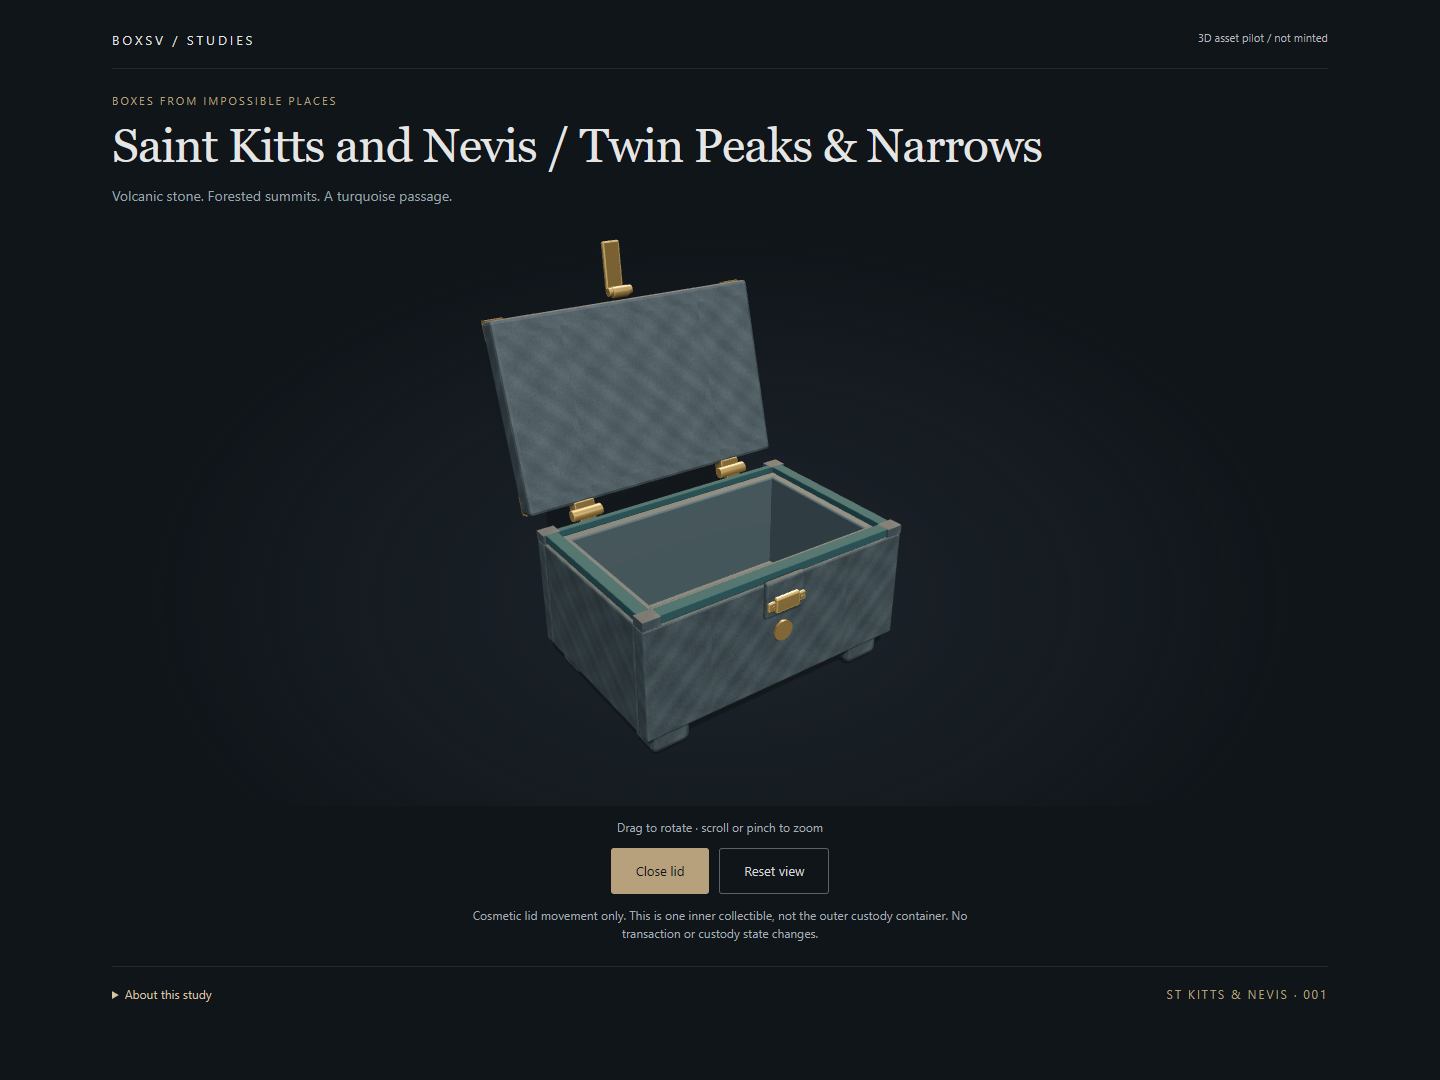 BOXSV / STUDIES
3D asset pilot / not minted
BOXES FROM IMPOSSIBLE PLACES
Saint Kitts and Nevis / Twin Peaks & Narrows
Volcanic stone. Forested summits. A turquoise passage.
Drag to rotate · scroll or pinch to zoom
Close lid
Reset view
Cosmetic lid movement only. This is one inner collectible, not the outer custody container. No
transaction or custody state changes.
About this study
ST KITTS & NEVIS · 001